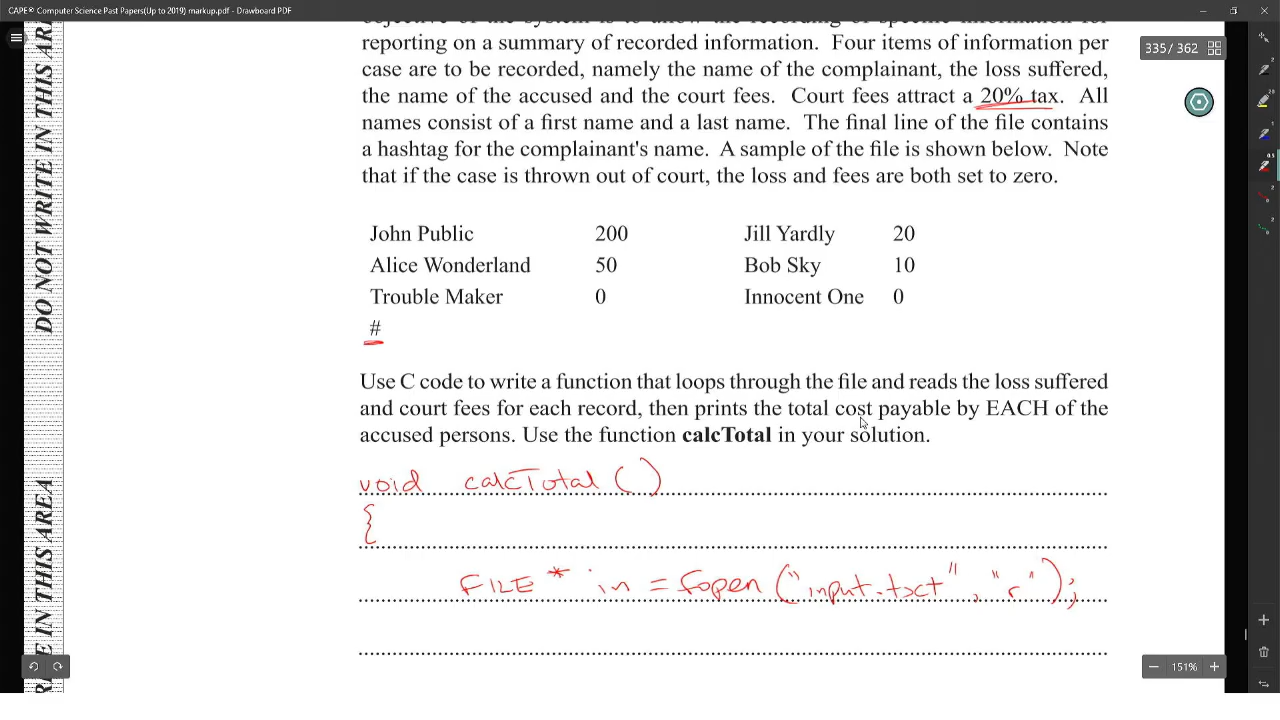 CAPE® Computer Science Past Papers(Up to 2019) markup.pdf - Drawboard PDF
335 / 362
reporting on a summary of recorded information. Four items of information per
case are to be recorded, namely the name of the complainant, the loss suffered,
the name of the accused and the court fees. Court fees attract a 20% tax. All
names consist of a first name and a last name. The final line of the file contains
a hashtag for the complainant's name. A sample of the file is shown below. Note
that if the case is thrown out of court, the loss and fees are both set to zero.
John Public 200 Jill Yardly 20
Alice Wonderland 50 Bob Sky 10
Trouble Maker 0 Innocent One 0
#
Use C code to write a function that loops through the file and reads the loss suffered
and court fees for each record, then prints the total cost payable by EACH of the
accused persons. Use the function calcTotal in your solution.
void calcTotal ()
{
FILE * in = fopen ("input.txt", "r");
DO NOT WRITE IN THIS AREA
151%